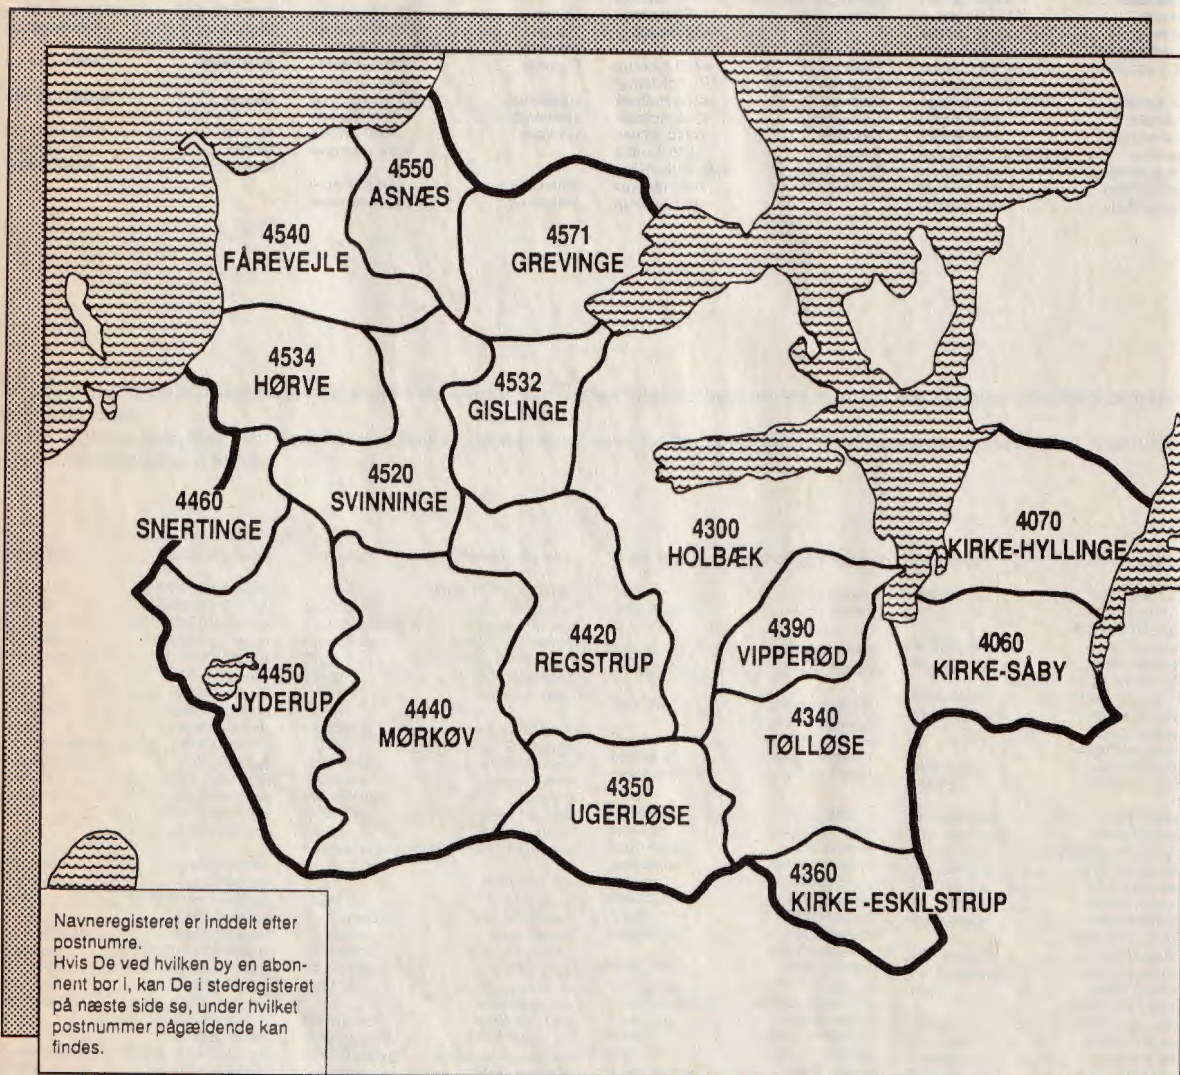 4550
ASNÆS
4540
FÅREVEJLE
4571
GREVINGE
4534
HØRVE
4532
GISLINGE
4520
SVINNINGE
4460
SNERTINGE
4300
HOLBÆK
4070
KIRKE-HYLLINGE
4420
REGSTRUP
4390
VIPPERØD
4060
KIRKE-SÅBY
4450
JYDERUP
4440
MØRKØV
4340
TØLLØSE
4350
UGERLØSE
4360
KIRKE -ESKILSTRUP
Navneregisteret er inddelt efter
postnumre.
Hvis De ved hvilken by en abon-
nent bor i, kan De i stedregisteret
på næste side se, under hvilket
postnummer pågældende kan
findes.